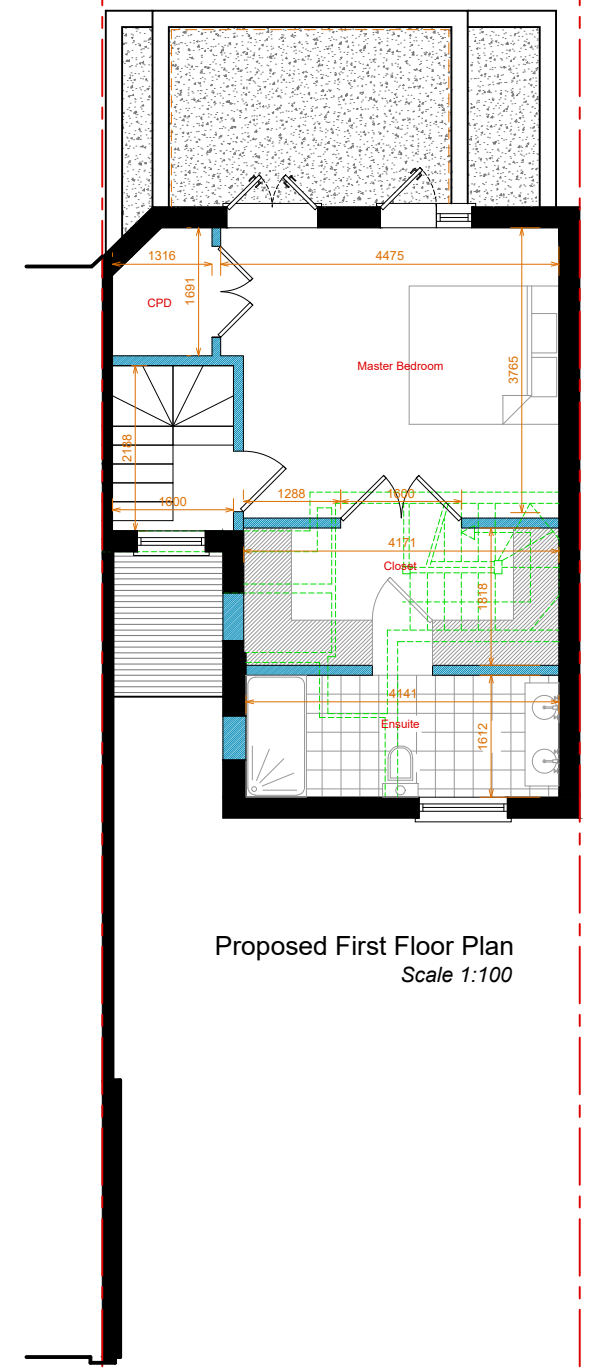 1316
4475
1691
CPD
Master Bedroom
3765
2188
1600
1288
1600
4171
Closet
1818
4141
Ensuite
1612
Proposed First Floor Plan
Scale 1:100